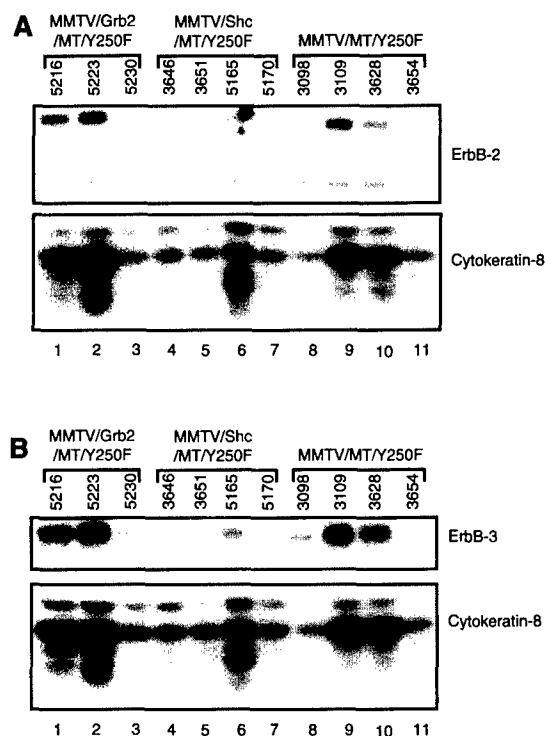 A
MMTV/Grb2 /MT/Y250F
MMTV/Shc /MT/Y250F
MMTV/MT/Y250F
5216 5223 5230 3646 3651 5165 5170 3098 3109 3628 3654
ErbB-2
Cytokeratin-8
1 2 3 4 5 6 7 8 9 10 11
B
MMTV/Grb2 /MT/Y250F
MMTV/Shc /MT/Y250F
MMTV/MT/Y250F
5216 5223 5230 3646 3651 5165 5170 3098 3109 3628 3654
ErbB-3
Cytokeratin-8
1 2 3 4 5 6 7 8 9 10 11